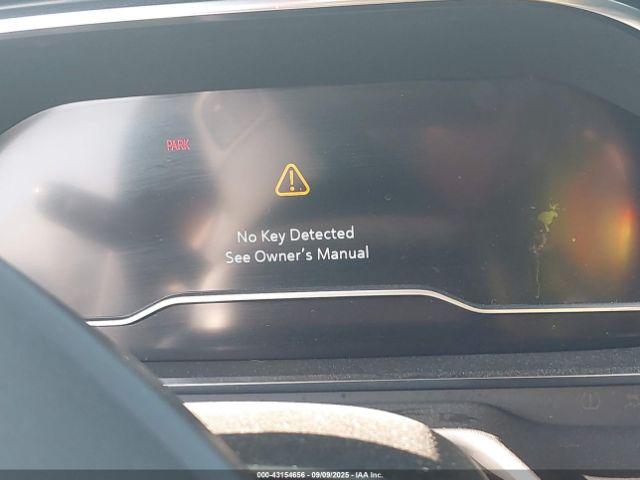 PARK
No Key Detected
See Owner's Manual
000-43154656 - 09/09/2025 - IAA Inc.